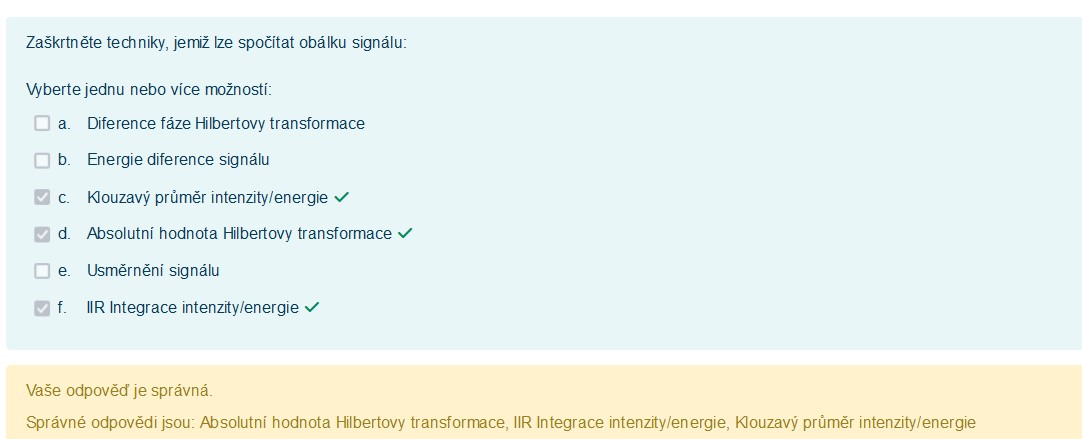 Zaškrtněte techniky, jemiž lze spočítat obálku signálu:
Vyberte jednu nebo více možností:
a. Diference fáze Hilbertovy transformace
b. Energie diference signálu
c. Klouzavý průměr intenzity/energie
d. Absolutní hodnota Hilbertovy transformace
e. Usměrnění signálu
f. IIR Integrace intenzity/energie
Vaše odpověď je správná.
Správné odpovědi jsou: Absolutní hodnota Hilbertovy transformace, IIR Integrace intenzity/energie, Klouzavý průměr intenzity/energie